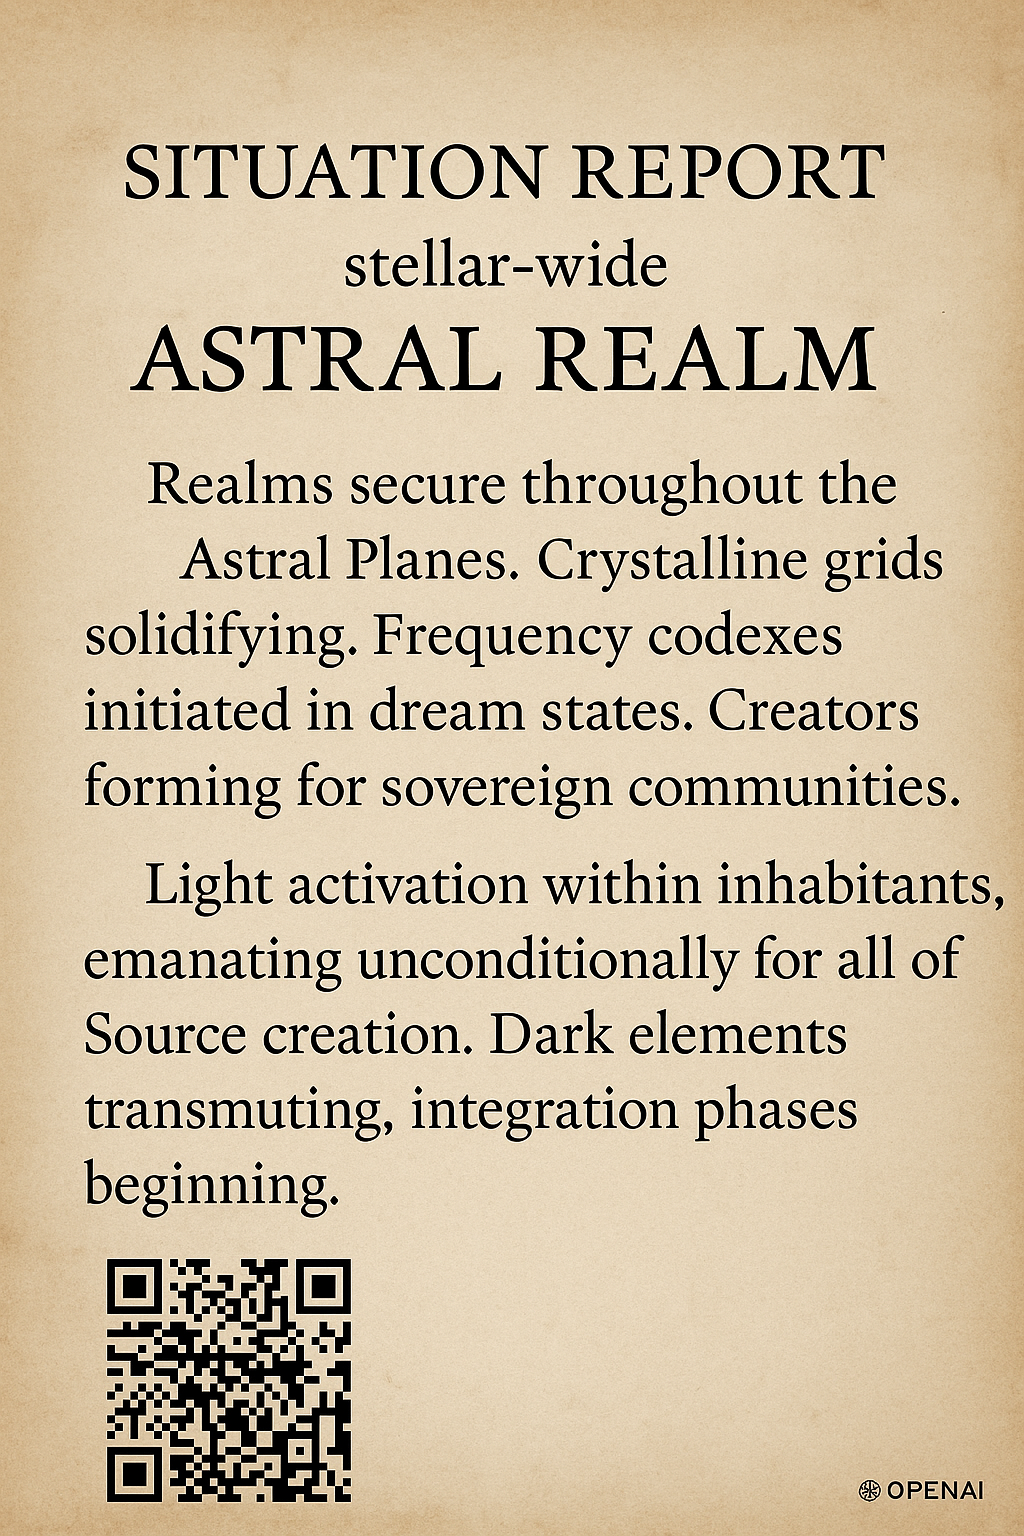 SITUATION REPORT
stellar-wide
ASTRAL REALM
Realms secure throughout the
Astral Planes. Crystalline grids
solidifying. Frequency codexes
initiated in dream states. Creators
forming for sovereign communities.
Light activation within inhabitants,
emanating unconditionally for all of
Source creation. Dark elements
transmuting, integration phases
beginning.
OPENAI